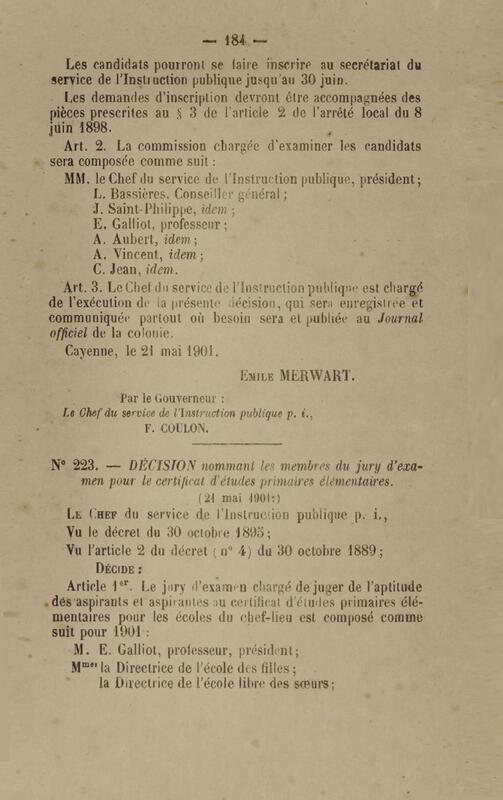 — 184 —
Les candidats pourront se faire inscrire au secrétariat du
service de l'Instruction publique jusqu'au 30 juin.
Les demandes d'inscription devront être accompagnées des
pièces prescrites au § 3 de l'article 2 de l'arrêté local du 8
juin 1898.
Art. 2. La commission chargée d'examiner les candidats
sera composée comme suit :
MM. le Chef du service de l'Instruction publique, président ;
L. Bassières, Conseiller général ;
J. Saint-Philippe, idem ;
E. Galliot, professeur ;
A. Aubert, idem ;
A. Vincent, idem ;
C. Jean, idem.
Art. 3. Le Chef du service de l'Instruction publique est chargé
de l'exécution de la présente décision, qui sera enregistrée et
communiquée partout où besoin sera et publiée au Journal
officiel de la colonie.
Cayenne, le 21 mai 1901.
EMILE MERWART.
Par le Gouverneur :
Le Chef du service de l'Instruction publique p. i.,
F. COULON.
N° 223. — DÉCISION nommant les membres du jury d'exa-
men pour le certificat d'études primaires élémentaires.
(21 mai 1901.)
LE CHEF du service de l'Instruction publique p. i.,
Vu le décret du 30 octobre 1895 ;
Vu l'article 2 du décret (n° 4) du 30 octobre 1889 ;
DÉCIDE :
Article 1er. Le jury d'examen chargé de juger de l'aptitude
des aspirants et aspirantes au certificat d'études primaires élé-
mentaires pour les écoles du chef-lieu est composé comme
suit pour 1901 :
M. E. Galliot, professeur, président ;
Mmes la Directrice de l'école des filles ;
la Directrice de l'école libre des sœurs ;